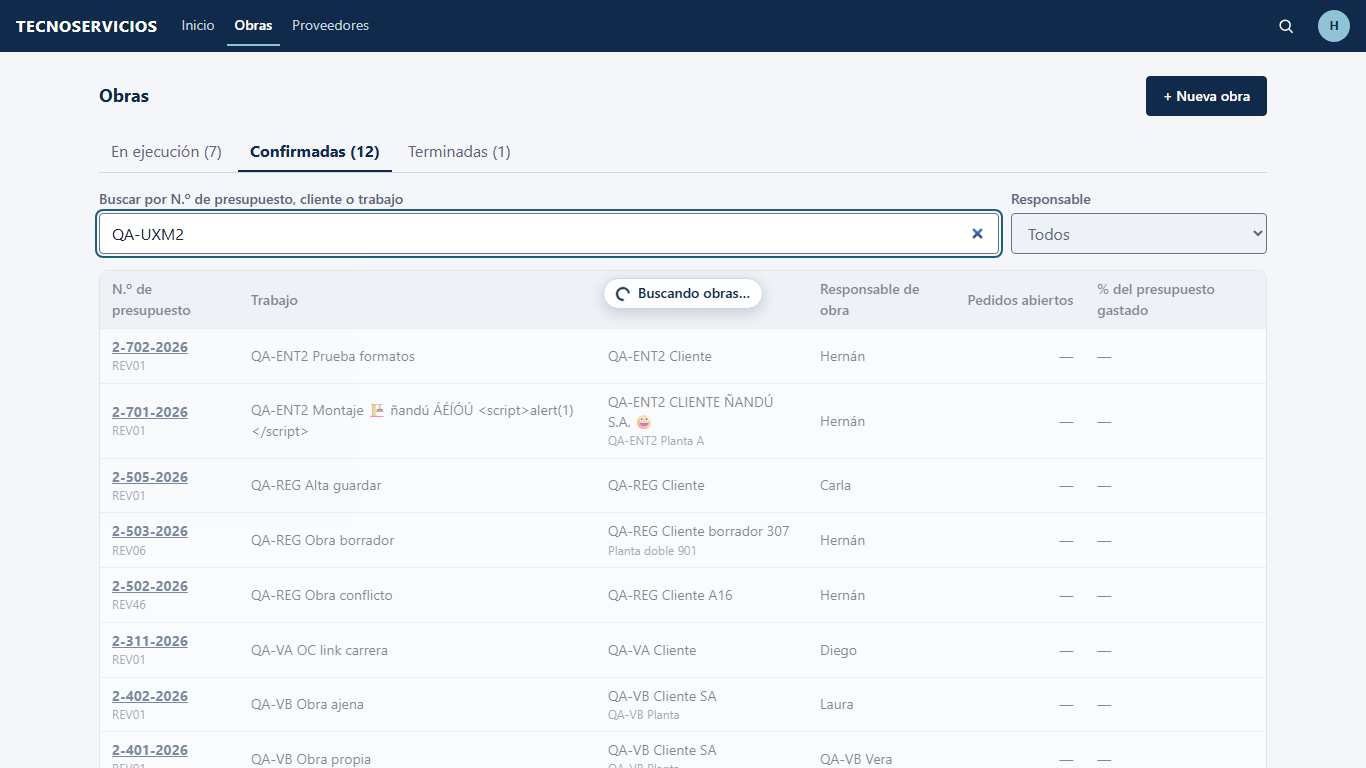 TECNOSERVICIOS Inicio Obras Proveedores H
Obras
+ Nueva obra
En ejecución (7) Confirmadas (12) Terminadas (1)
Buscar por N.º de presupuesto, cliente o trabajo Responsable
QA-UXM2 Todos
N.º de presupuesto Trabajo Buscando obras... Responsable de obra Pedidos abiertos % del presupuesto gastado
2-702-2026 QA-ENT2 Prueba formatos QA-ENT2 Cliente Hernán — —
REV01
2-701-2026 QA-ENT2 Montaje 🏗️ ñandú ÁÉÍÓÚ <script>alert(1) QA-ENT2 CLIENTE ÑANDÚ Hernán — —
REV01 </script> S.A. 😀
QA-ENT2 Planta A
2-505-2026 QA-REG Alta guardar QA-REG Cliente Carla — —
REV01
2-503-2026 QA-REG Obra borrador QA-REG Cliente borrador 307 Hernán — —
REV06 Planta doble 901
2-502-2026 QA-REG Obra conflicto QA-REG Cliente A16 Hernán — —
REV46
2-311-2026 QA-VA OC link carrera QA-VA Cliente Diego — —
REV01
2-402-2026 QA-VB Obra ajena QA-VB Cliente SA Laura — —
REV01 QA-VB Planta
2-401-2026 QA-VB Obra propia QA-VB Cliente SA QA-VB Vera — —
REV01 QA-VB Planta